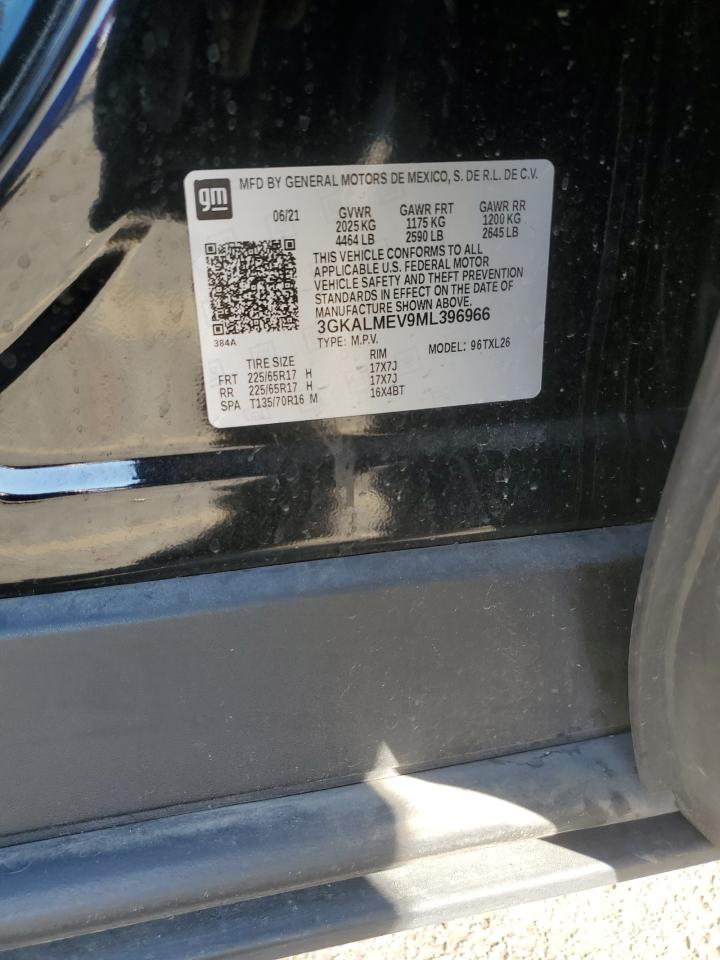 gm MFD BY GENERAL MOTORS DE MEXICO, S. DE R.L. DE C.V.
06/21 GVWR GAWR FRT GAWR RR
2025 KG 1175 KG 1200 KG
4464 LB 2590 LB 2645 LB
THIS VEHICLE CONFORMS TO ALL
APPLICABLE U.S. FEDERAL MOTOR
VEHICLE SAFETY AND THEFT PREVENTION
STANDARDS IN EFFECT ON THE DATE OF
MANUFACTURE SHOWN ABOVE.
3GKALMEV9ML396966
384A TYPE: M.P.V. MODEL: 96TXL26
TIRE SIZE RIM
FRT 225/65R17 H 17X7J
RR 225/65R17 H 17X7J
SPA T135/70R16 M 16X4BT